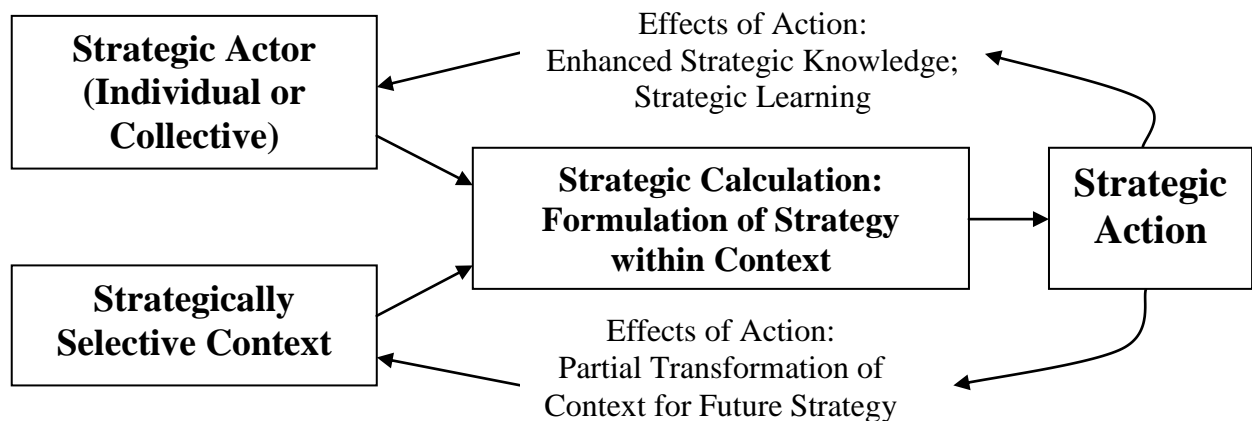 Strategic Actor
(Individual or
Collective)
Effects of Action:
Enhanced Strategic Knowledge;
Strategic Learning
Strategic Calculation:
Formulation of Strategy
within Context
Strategic
Action
Strategically
Selective Context
Effects of Action:
Partial Transformation of
Context for Future Strategy